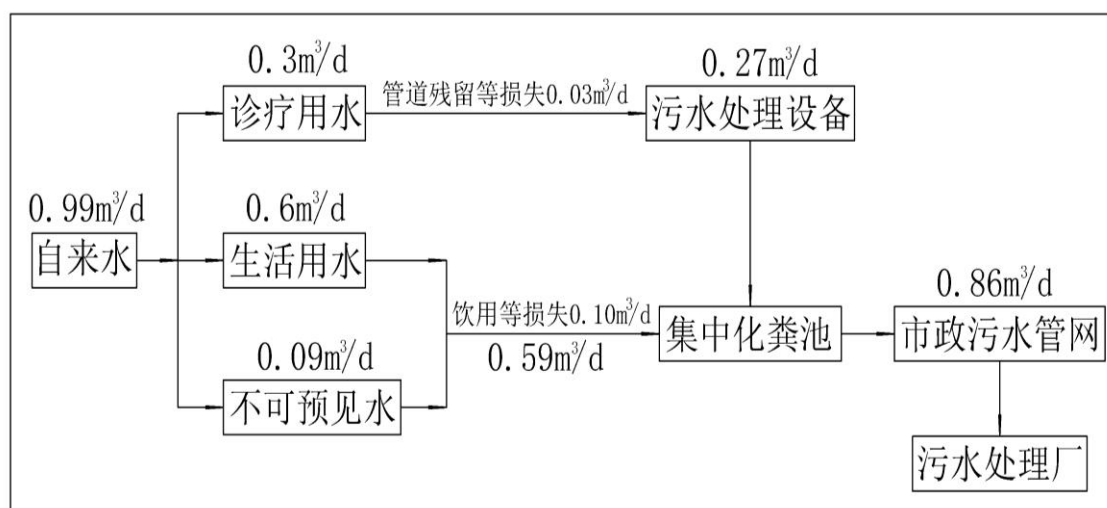 0.3m³/d
诊疗用水
管道残留等损失0.03m³/d
0.27m³/d
污水处理设备
0.99m³/d
自来水
0.6m³/d
生活用水
饮用等损失0.10m³/d
0.59m³/d
集中化粪池
0.86m³/d
市政污水管网
0.09m³/d
不可预见水
污水处理厂